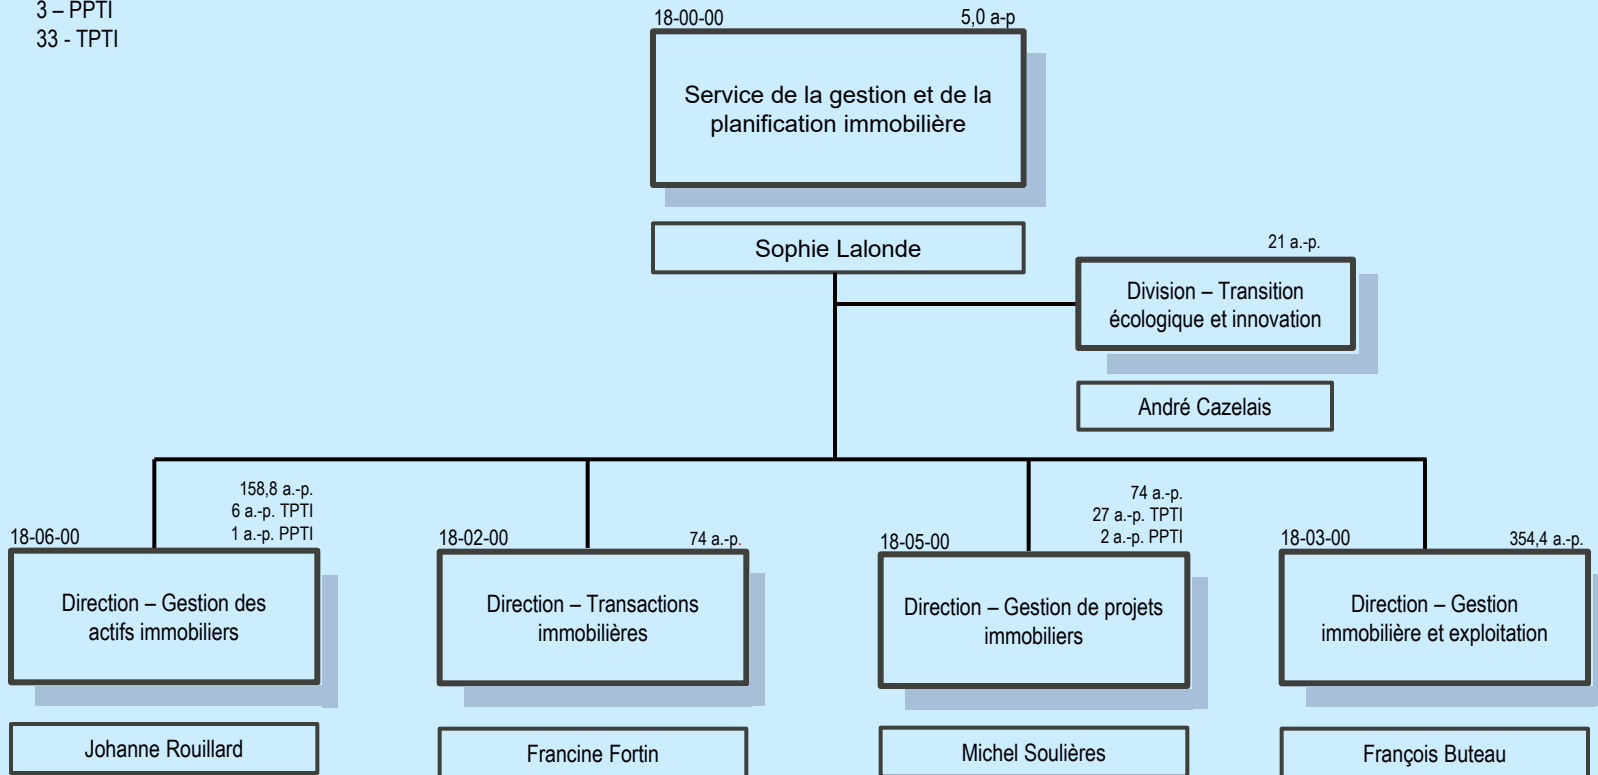 3 – PPTI
33 - TPTI
18-00-00
5,0 a-p
Service de la gestion et de la
planification immobilière
Sophie Lalonde
21 a.-p.
Division – Transition
écologique et innovation
André Cazelais
158,8 a.-p.
6 a.-p. TPTI
1 a.-p. PPTI
18-06-00
Direction – Gestion des
actifs immobiliers
Johanne Rouillard
18-02-00
74 a.-p.
Direction – Transactions
immobilières
Francine Fortin
74 a.-p.
27 a.-p. TPTI
2 a.-p. PPTI
18-05-00
Direction – Gestion de projets
immobiliers
Michel Soulières
18-03-00
354,4 a.-p.
Direction – Gestion
immobilière et exploitation
François Buteau